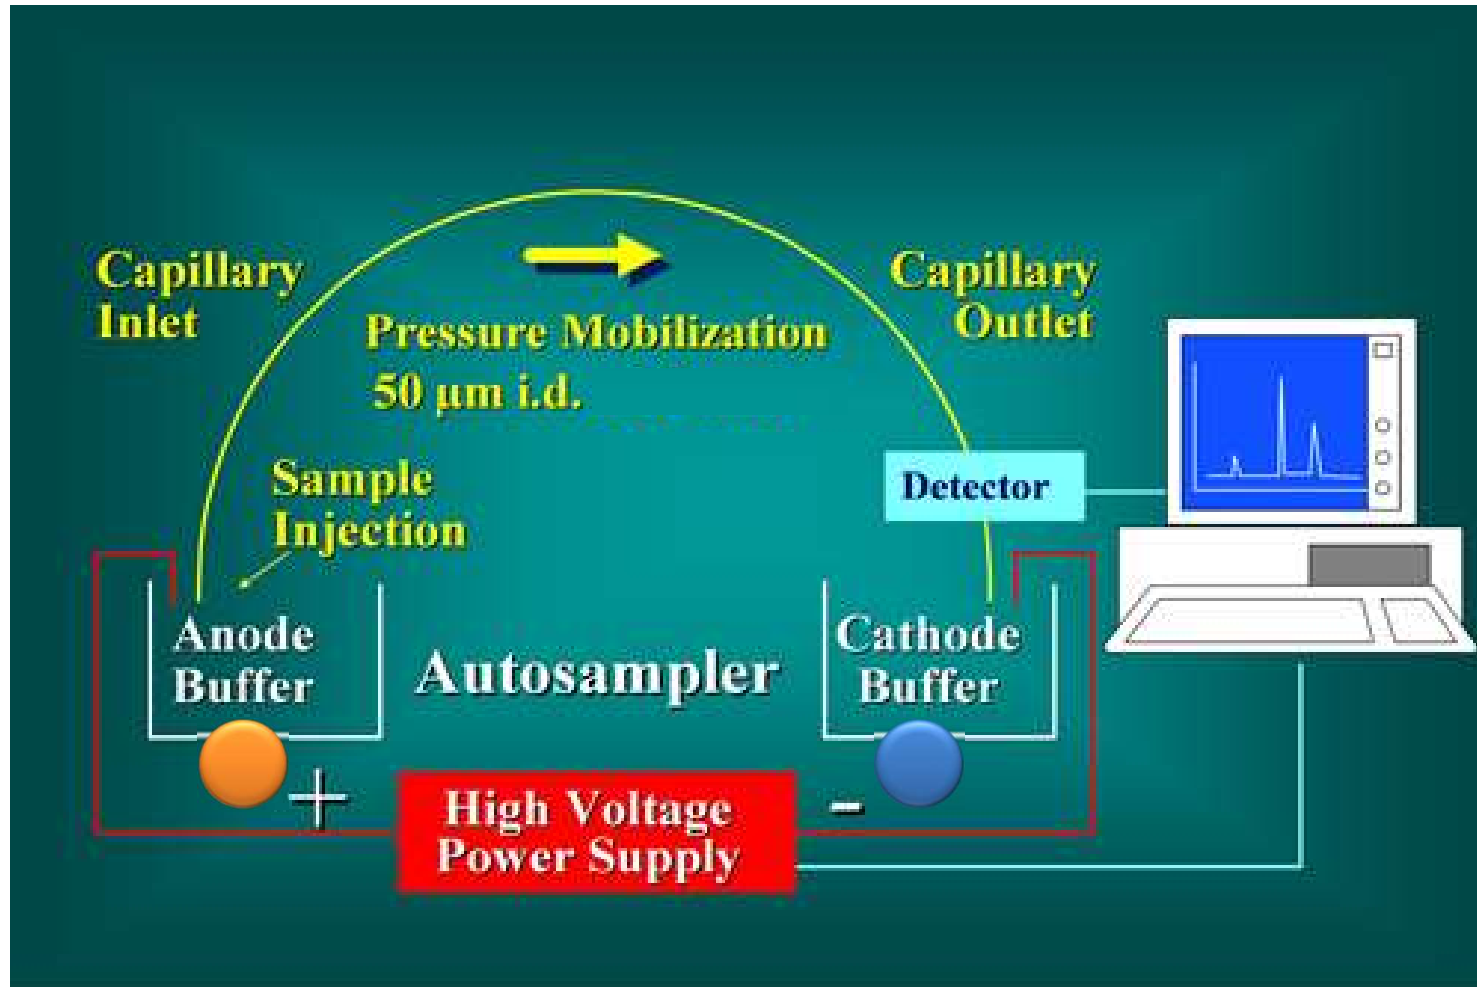 Capillary
Inlet
Capillary
Outlet
Pressure Mobilization
50 µm i.d.
Sample
Injection
Detector
Anode
Buffer
Autosampler
Cathode
Buffer
+
-
High Voltage
Power Supply